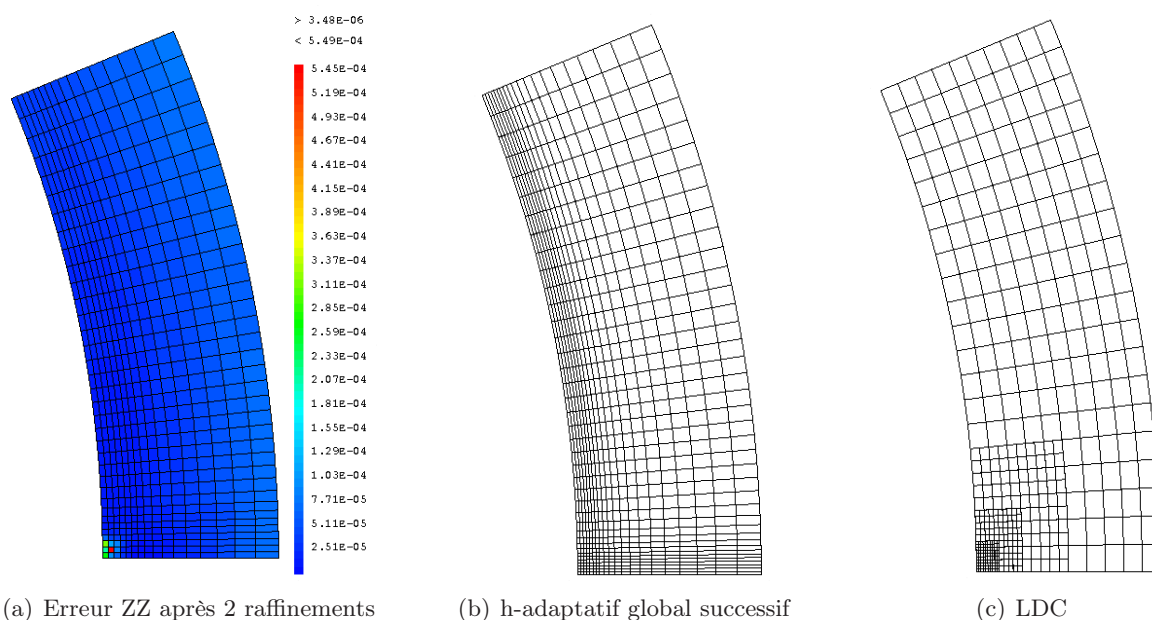 > 3.48E-06
< 5.49E-04
5.45E-04
5.19E-04
4.93E-04
4.67E-04
4.41E-04
4.15E-04
3.89E-04
3.63E-04
3.37E-04
3.11E-04
2.85E-04
2.59E-04
2.33E-04
2.07E-04
1.81E-04
1.55E-04
1.29E-04
1.03E-04
7.71E-05
5.11E-05
2.51E-05
(a) Erreur ZZ après 2 raffinements
(b) h-adaptatif global successif
(c) LDC